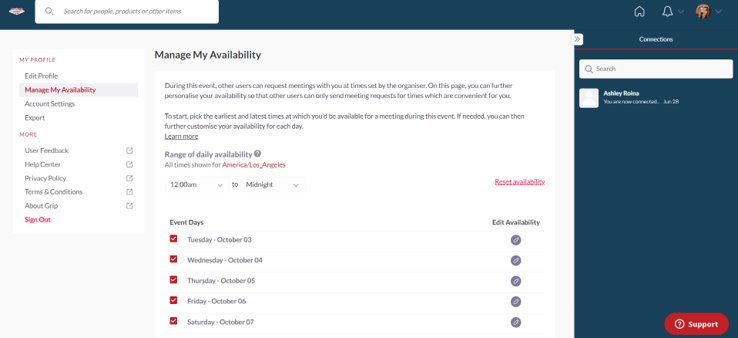 Search for people, products or other items
Connections
Search
Ashley Roina
You are now connected.. Jun 28
MY PROFILE
Edit Profile
Manage My Availability
Account Settings
Export
MORE
User Feedback
Help Center
Privacy Policy
Terms & Conditions
About Grip
Sign Out
Manage My Availability
During this event, other users can request meetings with you at times set by the organiser. On this page, you can further
personalise your availability so that other users can only send meeting requests for times which are convenient for you.
To start, pick the earliest and latest times at which you'd be available for a meeting during this event. If needed, you can then
further customise your availability for each day.
Learn more
Range of daily availability
All times shown for America/Los_Angeles
12:00am to Midnight
Reset availability
Event Days Edit Availability
Tuesday - October 03
Wednesday - October 04
Thursday - October 05
Friday - October 06
Saturday - October 07
Support